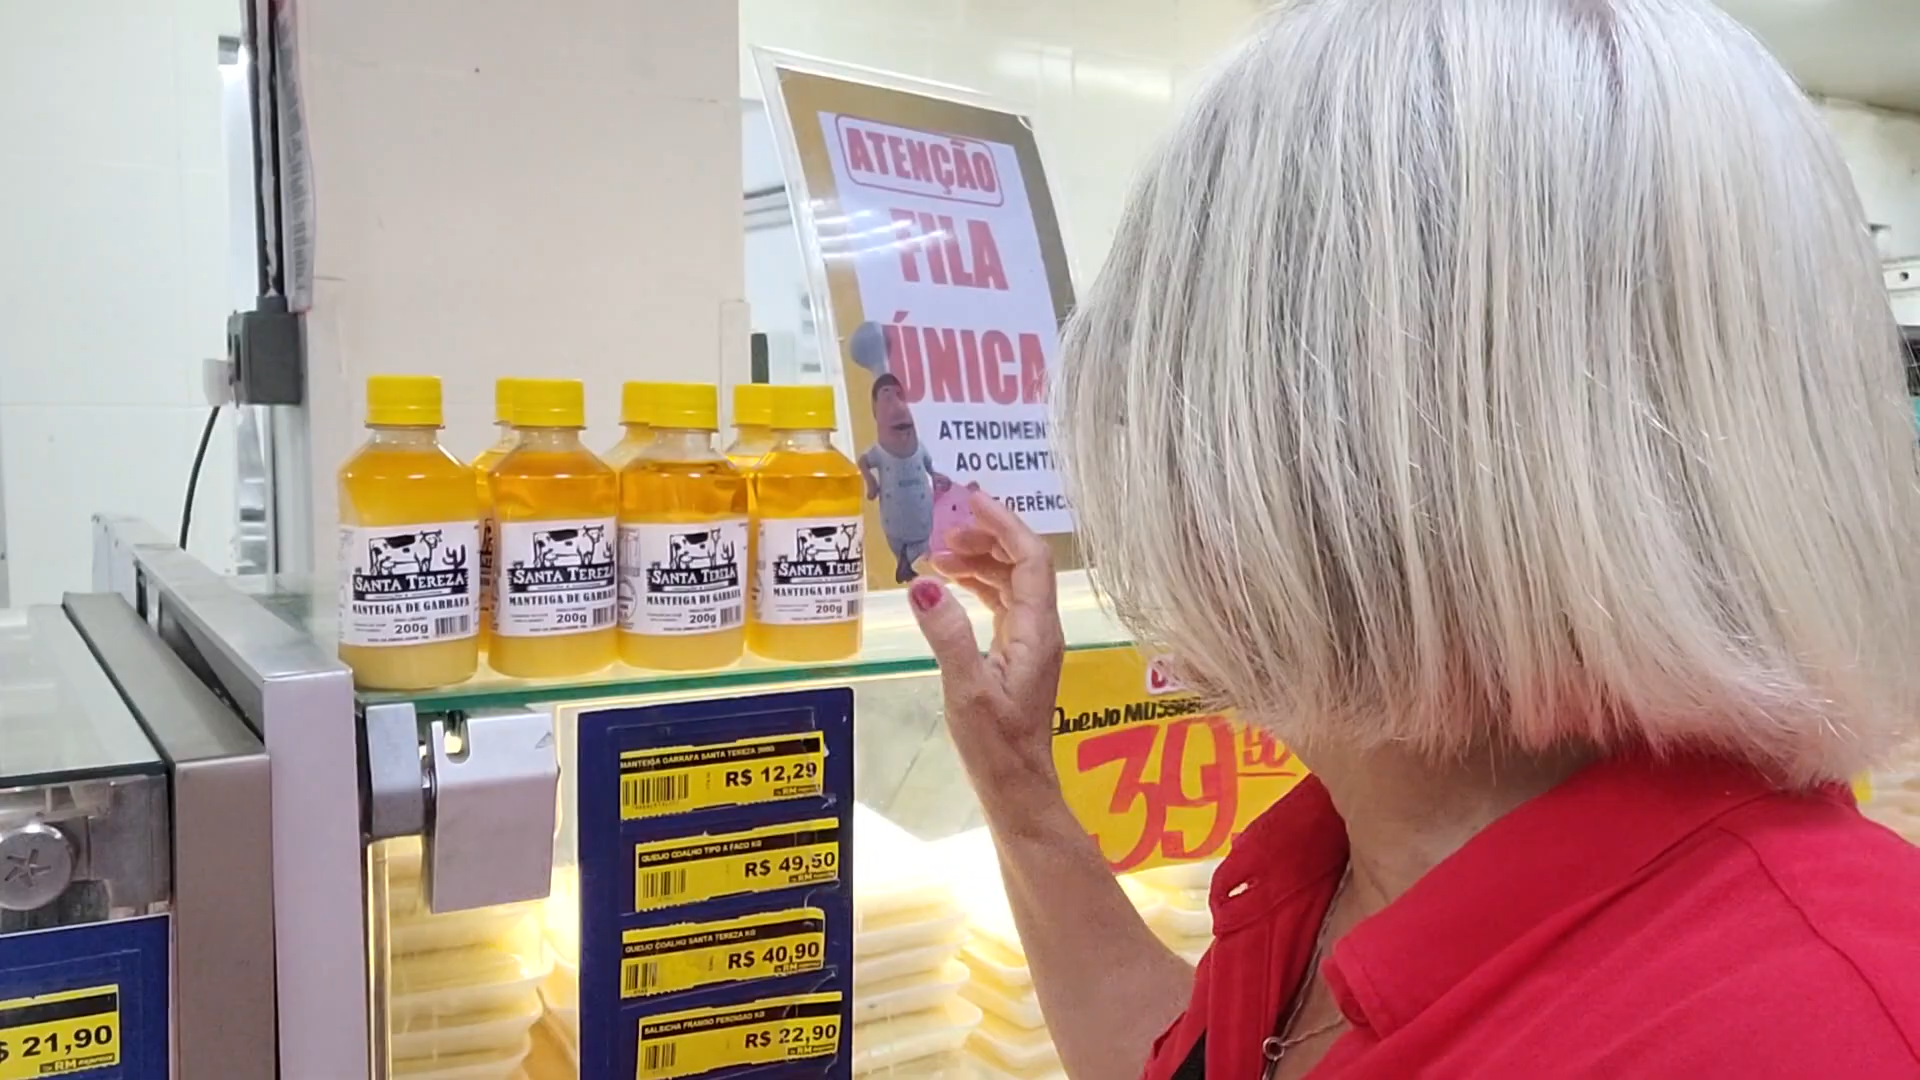 ATENÇÃO
FILA
ÚNICA
ATENDIMEN
AO CLIENT
GERÊNC
SANTA TEREZA
MANTEIGA DE GARRAFA
200g
SANTA TEREZA
MANTEIGA DE GARRAFA
200g
SANTA TEREZA
MANTEIGA DE GARRAFA
200g
SANTA TEREZA
MANTEIGA DE GARRAFA
200g
MANTEIGA GARRAFA SANTA TEREZA 200G
R$ 12,29
QUEIJO COALHO TIPO A FACO KG
R$ 49,50
QUEIJO COALHO SANTA TEREZA KG
R$ 40,90
SALSICHA FRANGO PERDIGAO KG
R$ 22,90
$ 21,90
QUEIJO MUSSA
39